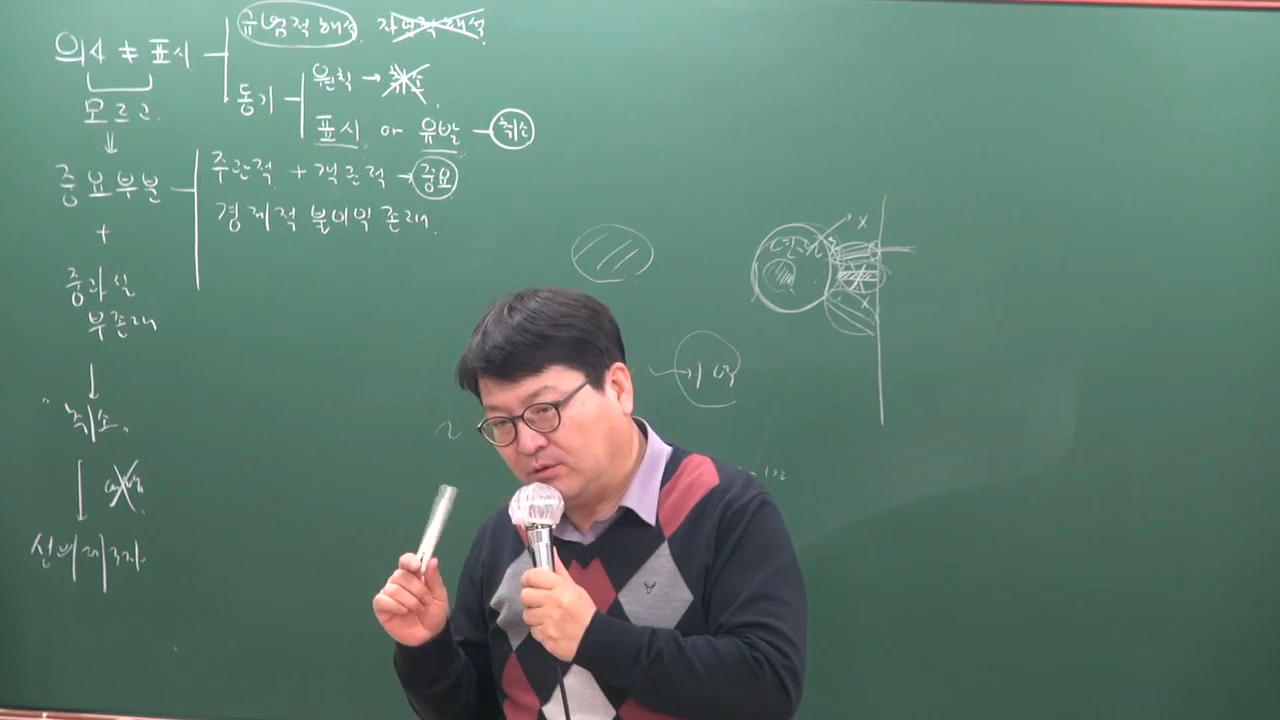 의사 ≠ 표시
규범적 해석 자연적 해석
모르고
동기
원칙 → 취소
표시 or 유발 - 취소
중요부분
주관적 + 객관적 → 중요
경제적 불이익 존재.
+
중과실
부존재
취소.
선의 제3자
x
x